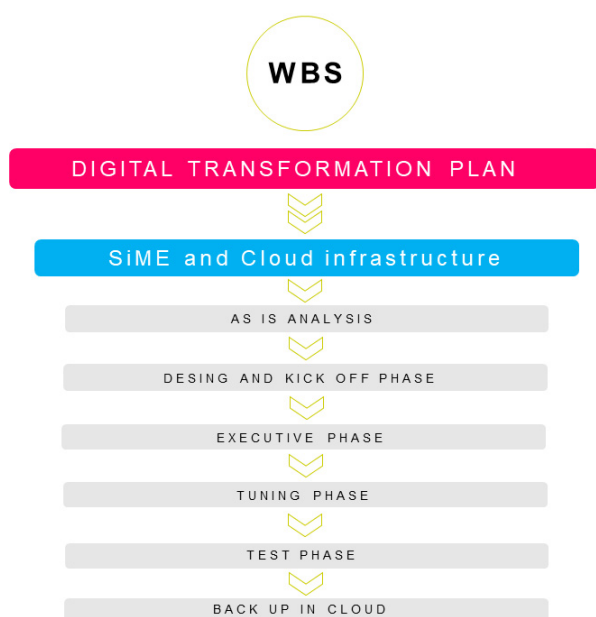 WBS
DIGITAL TRANSFORMATION PLAN
SiME and Cloud infrastructure
AS IS ANALYSIS
DESING AND KICK OFF PHASE
EXECUTIVE PHASE
TUNING PHASE
TEST PHASE
BACK UP IN CLOUD